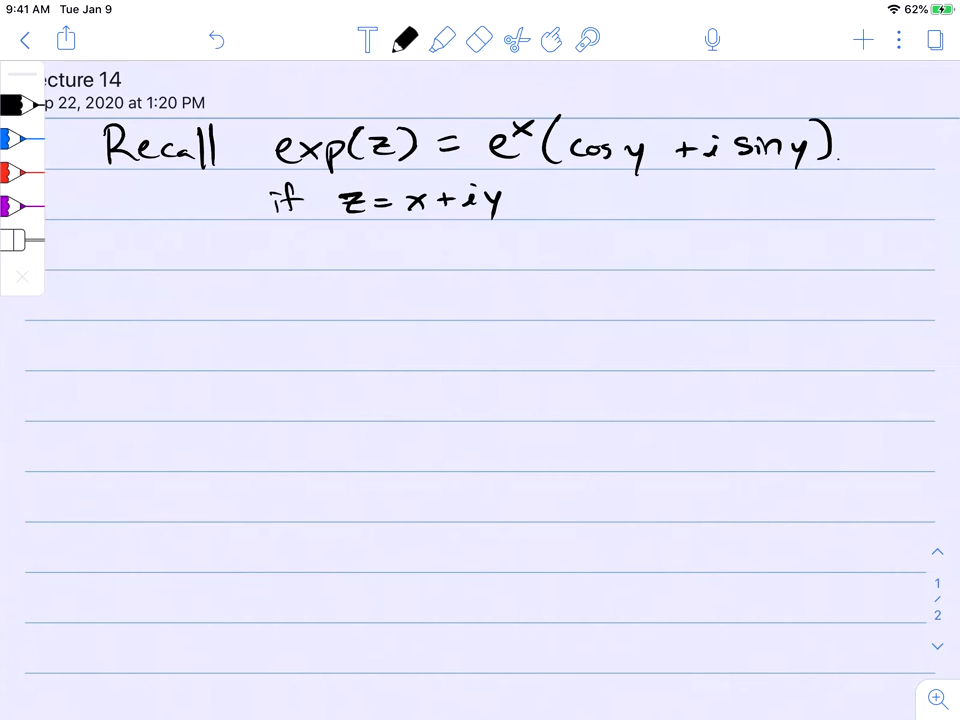 9:41 AM Tue Jan 9
62%
ecture 14
p 22, 2020 at 1:20 PM
Recall exp(z) = e^x (cos y + i sin y).
if z = x + i y
1
/
2